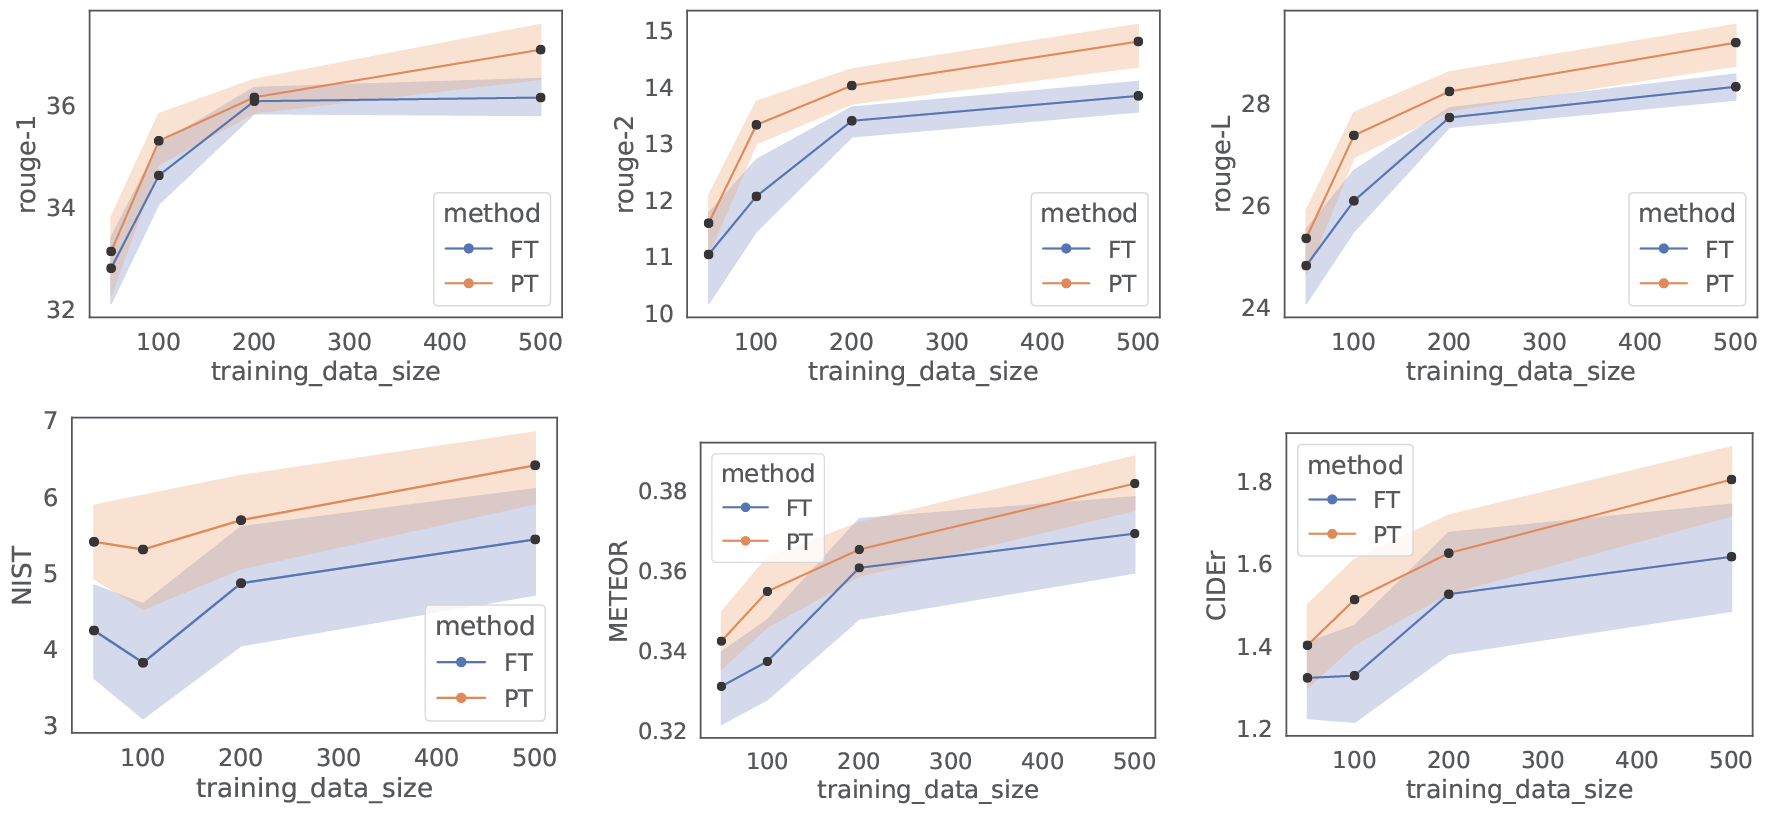 rouge-1
36
34
32
100 200 300 400 500
training_data_size
method
FT
PT
rouge-2
15
14
13
12
11
10
100 200 300 400 500
training_data_size
method
FT
PT
rouge-L
28
26
24
100 200 300 400 500
training_data_size
method
FT
PT
NIST
7
6
5
4
3
100 200 300 400 500
training_data_size
method
FT
PT
METEOR
0.38
0.36
0.34
0.32
100 200 300 400 500
training_data_size
method
FT
PT
CIDEr
1.8
1.6
1.4
1.2
100 200 300 400 500
training_data_size
method
FT
PT